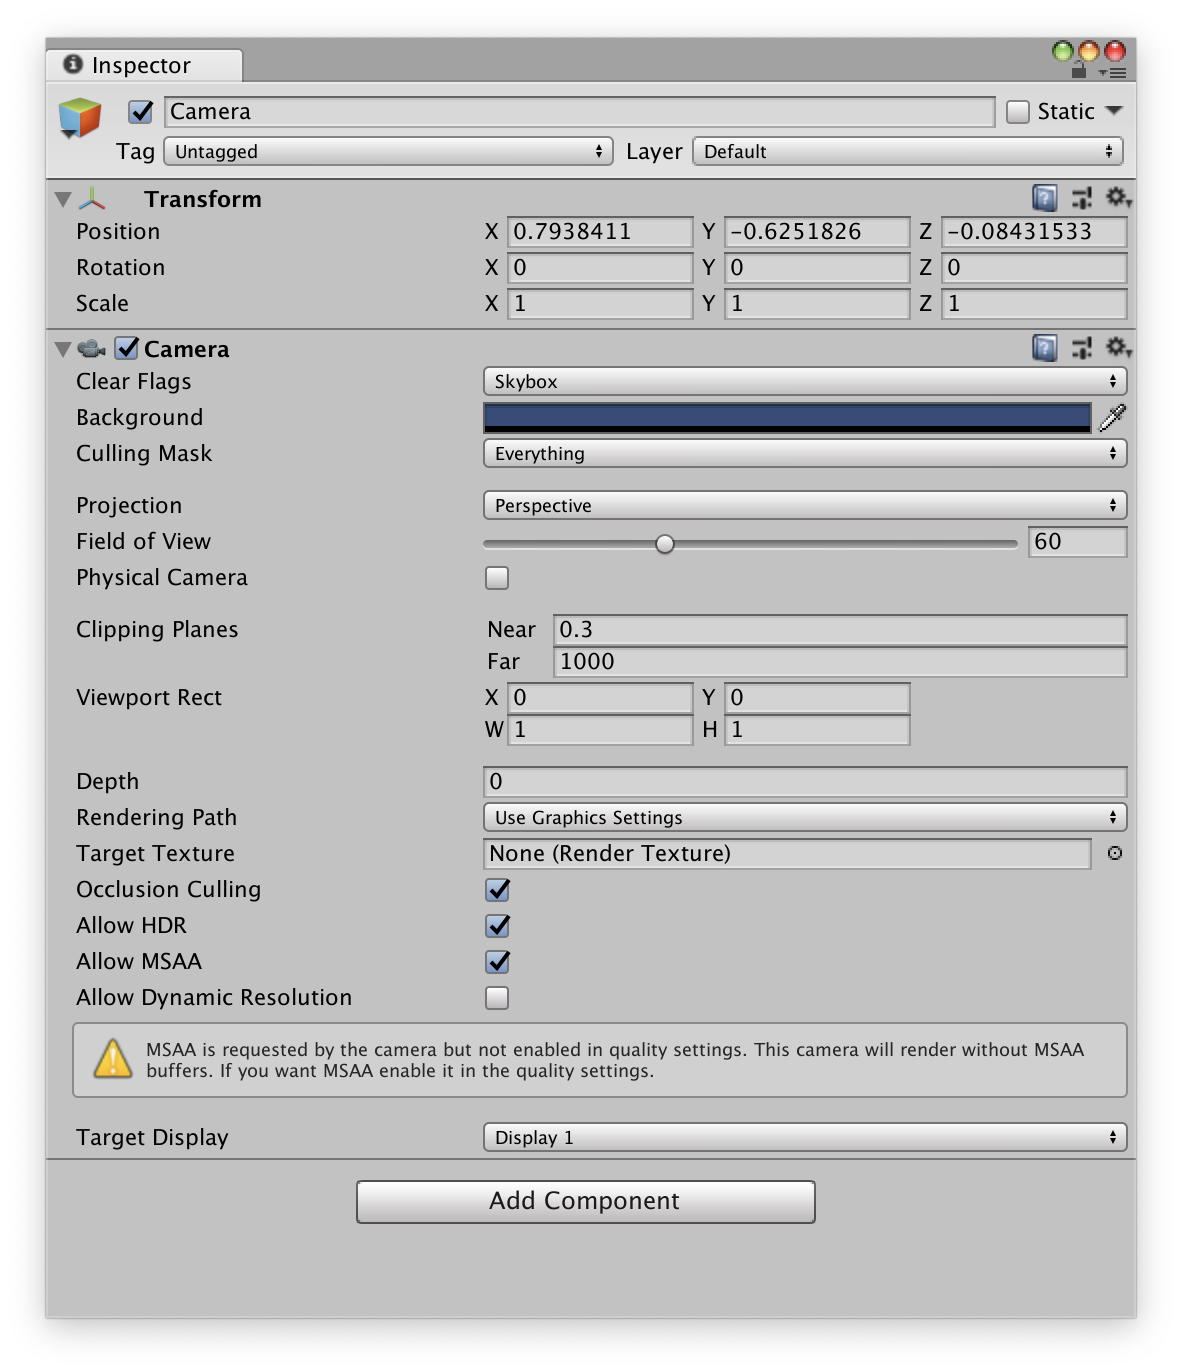 Inspector
Camera Static
Tag Untagged Layer Default
Transform
Position X 0.7938411 Y -0.6251826 Z -0.08431533
Rotation X 0 Y 0 Z 0
Scale X 1 Y 1 Z 1
Camera
Clear Flags Skybox
Background
Culling Mask Everything
Projection Perspective
Field of View 60
Physical Camera
Clipping Planes Near 0.3
Far 1000
Viewport Rect X 0 Y 0
W 1 H 1
Depth 0
Rendering Path Use Graphics Settings
Target Texture None (Render Texture)
Occlusion Culling
Allow HDR
Allow MSAA
Allow Dynamic Resolution
MSAA is requested by the camera but not enabled in quality settings. This camera will render without MSAA
buffers. If you want MSAA enable it in the quality settings.
Target Display Display 1
Add Component